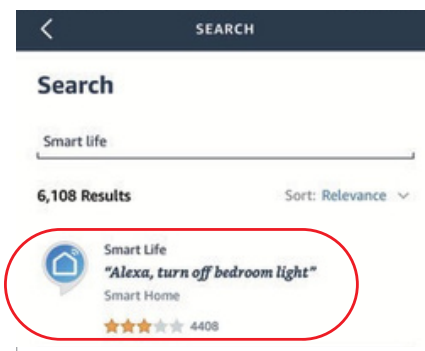 SEARCH
Search
Smart life
6,108 Results Sort: Relevance
Smart Life
"Alexa, turn off bedroom light"
Smart Home
4408